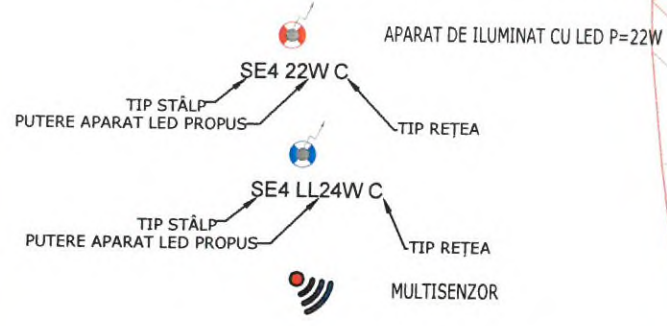 APARAT DE ILUMINAT CU LED P=22W
SE4 22W C
TIP STÂLP
PUTERE APARAT LED PROPUS
TIP REȚEA
SE4 LL24W C
TIP STÂLP
PUTERE APARAT LED PROPUS
TIP REȚEA
MULTISENZOR